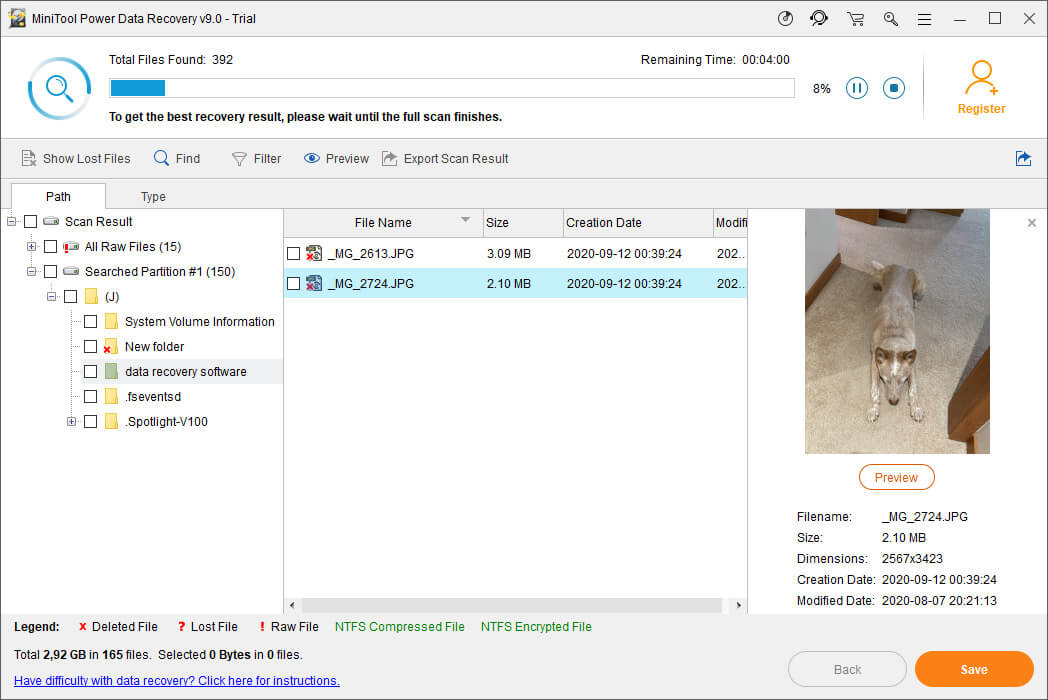 MiniTool Power Data Recovery v9.0 - Trial
Total Files Found: 392 Remaining Time: 00:04:00
8%
To get the best recovery result, please wait until the full scan finishes.
Register
Show Lost Files Find Filter Preview Export Scan Result
Path Type
Scan Result
All Raw Files (15)
Searched Partition #1 (150)
(J)
System Volume Information
New folder
data recovery software
.fseventsd
.Spotlight-V100
File Name Size Creation Date Modifi
_MG_2613.JPG 3.09 MB 2020-09-12 00:39:24 202...
_MG_2724.JPG 2.10 MB 2020-09-12 00:39:24 202...
Preview
Filename: _MG_2724.JPG
Size: 2.10 MB
Dimensions: 2567x3423
Creation Date: 2020-09-12 00:39:24
Modified Date: 2020-08-07 20:21:13
Legend: x Deleted File ? Lost File ! Raw File NTFS Compressed File NTFS Encrypted File
Total 2,92 GB in 165 files. Selected 0 Bytes in 0 files.
Have difficulty with data recovery? Click here for instructions.
Back Save